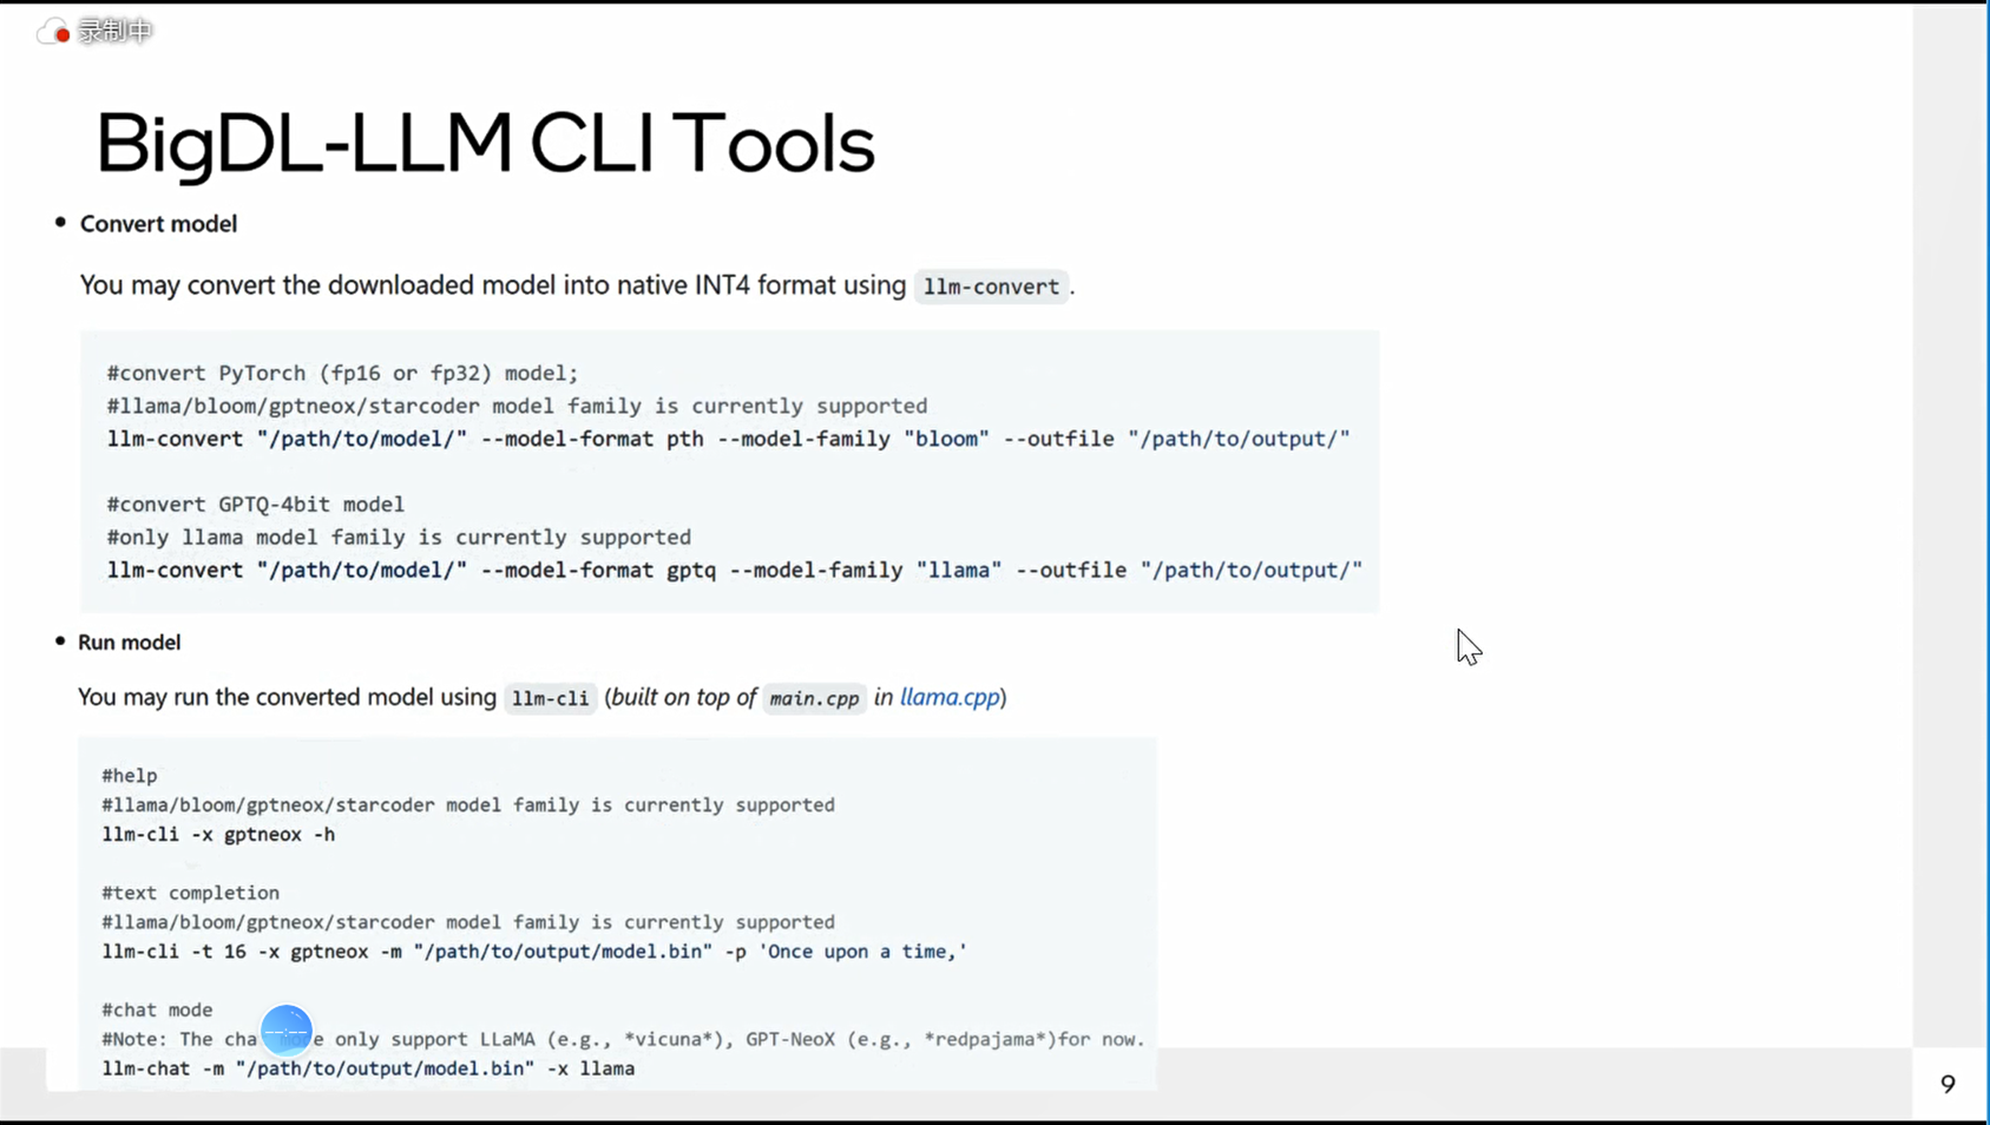 录制中
BigDL-LLM CLI Tools
• Convert model
You may convert the downloaded model into native INT4 format using llm-convert.
#convert PyTorch (fp16 or fp32) model;
#llama/bloom/gptneox/starcoder model family is currently supported
llm-convert "/path/to/model/" --model-format pth --model-family "bloom" --outfile "/path/to/output/"
#convert GPTQ-4bit model
#only llama model family is currently supported
llm-convert "/path/to/model/" --model-format gptq --model-family "llama" --outfile "/path/to/output/"
• Run model
You may run the converted model using llm-cli (built on top of main.cpp in llama.cpp)
#help
#llama/bloom/gptneox/starcoder model family is currently supported
llm-cli -x gptneox -h
#text completion
#llama/bloom/gptneox/starcoder model family is currently supported
llm-cli -t 16 -x gptneox -m "/path/to/output/model.bin" -p 'Once upon a time,'
#chat mode
#Note: The only support LLaMA (e.g., *vicuna*), GPT-NeoX (e.g., *redpajama*)for now.
llm-chat -m "/path/to/output/model.bin" -x llama
9